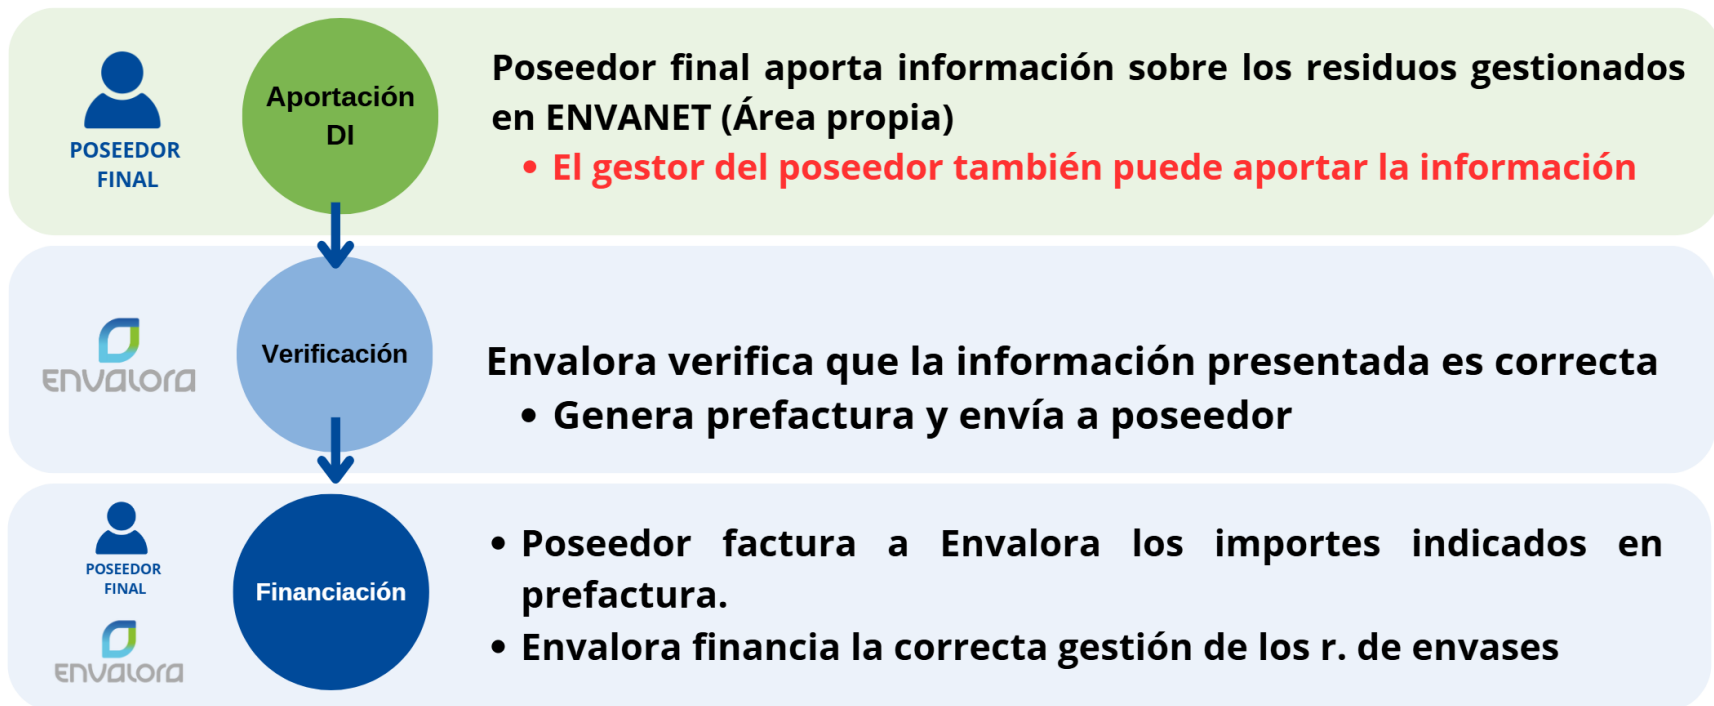 POSEEDOR
FINAL
Aportación
DI
Poseedor final aporta información sobre los residuos gestionados
en ENVANET (Área propia)
• El gestor del poseedor también puede aportar la información
envalora
Verificación
Envalora verifica que la información presentada es correcta
• Genera prefactura y envía a poseedor
POSEEDOR
FINAL
envalora
Financiación
• Poseedor factura a Envalora los importes indicados en
prefactura.
• Envalora financia la correcta gestión de los r. de envases